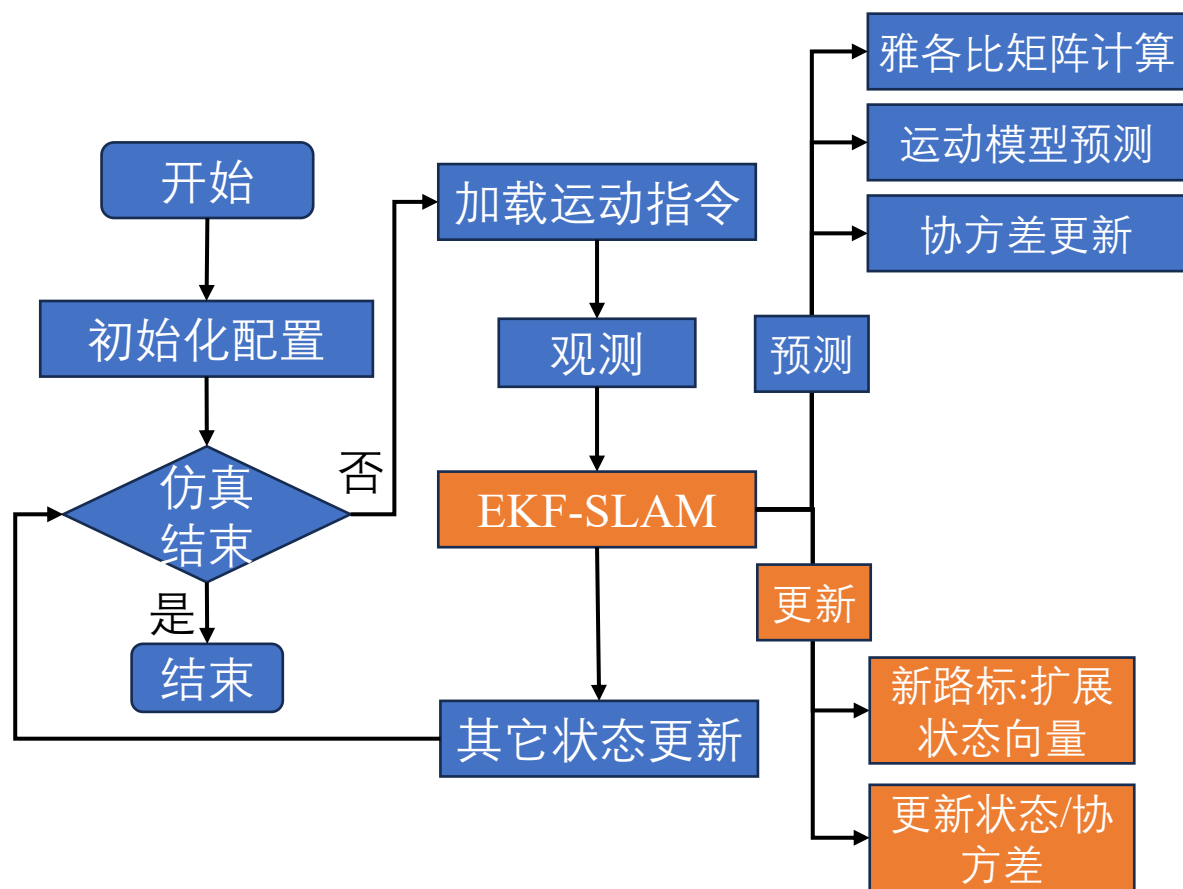 开始
初始化配置
仿真
结束
是
结束
否
加载运动指令
观测
EKF-SLAM
其它状态更新
预测
雅各比矩阵计算
运动模型预测
协方差更新
更新
新路标:扩展
状态向量
更新状态/协
方差